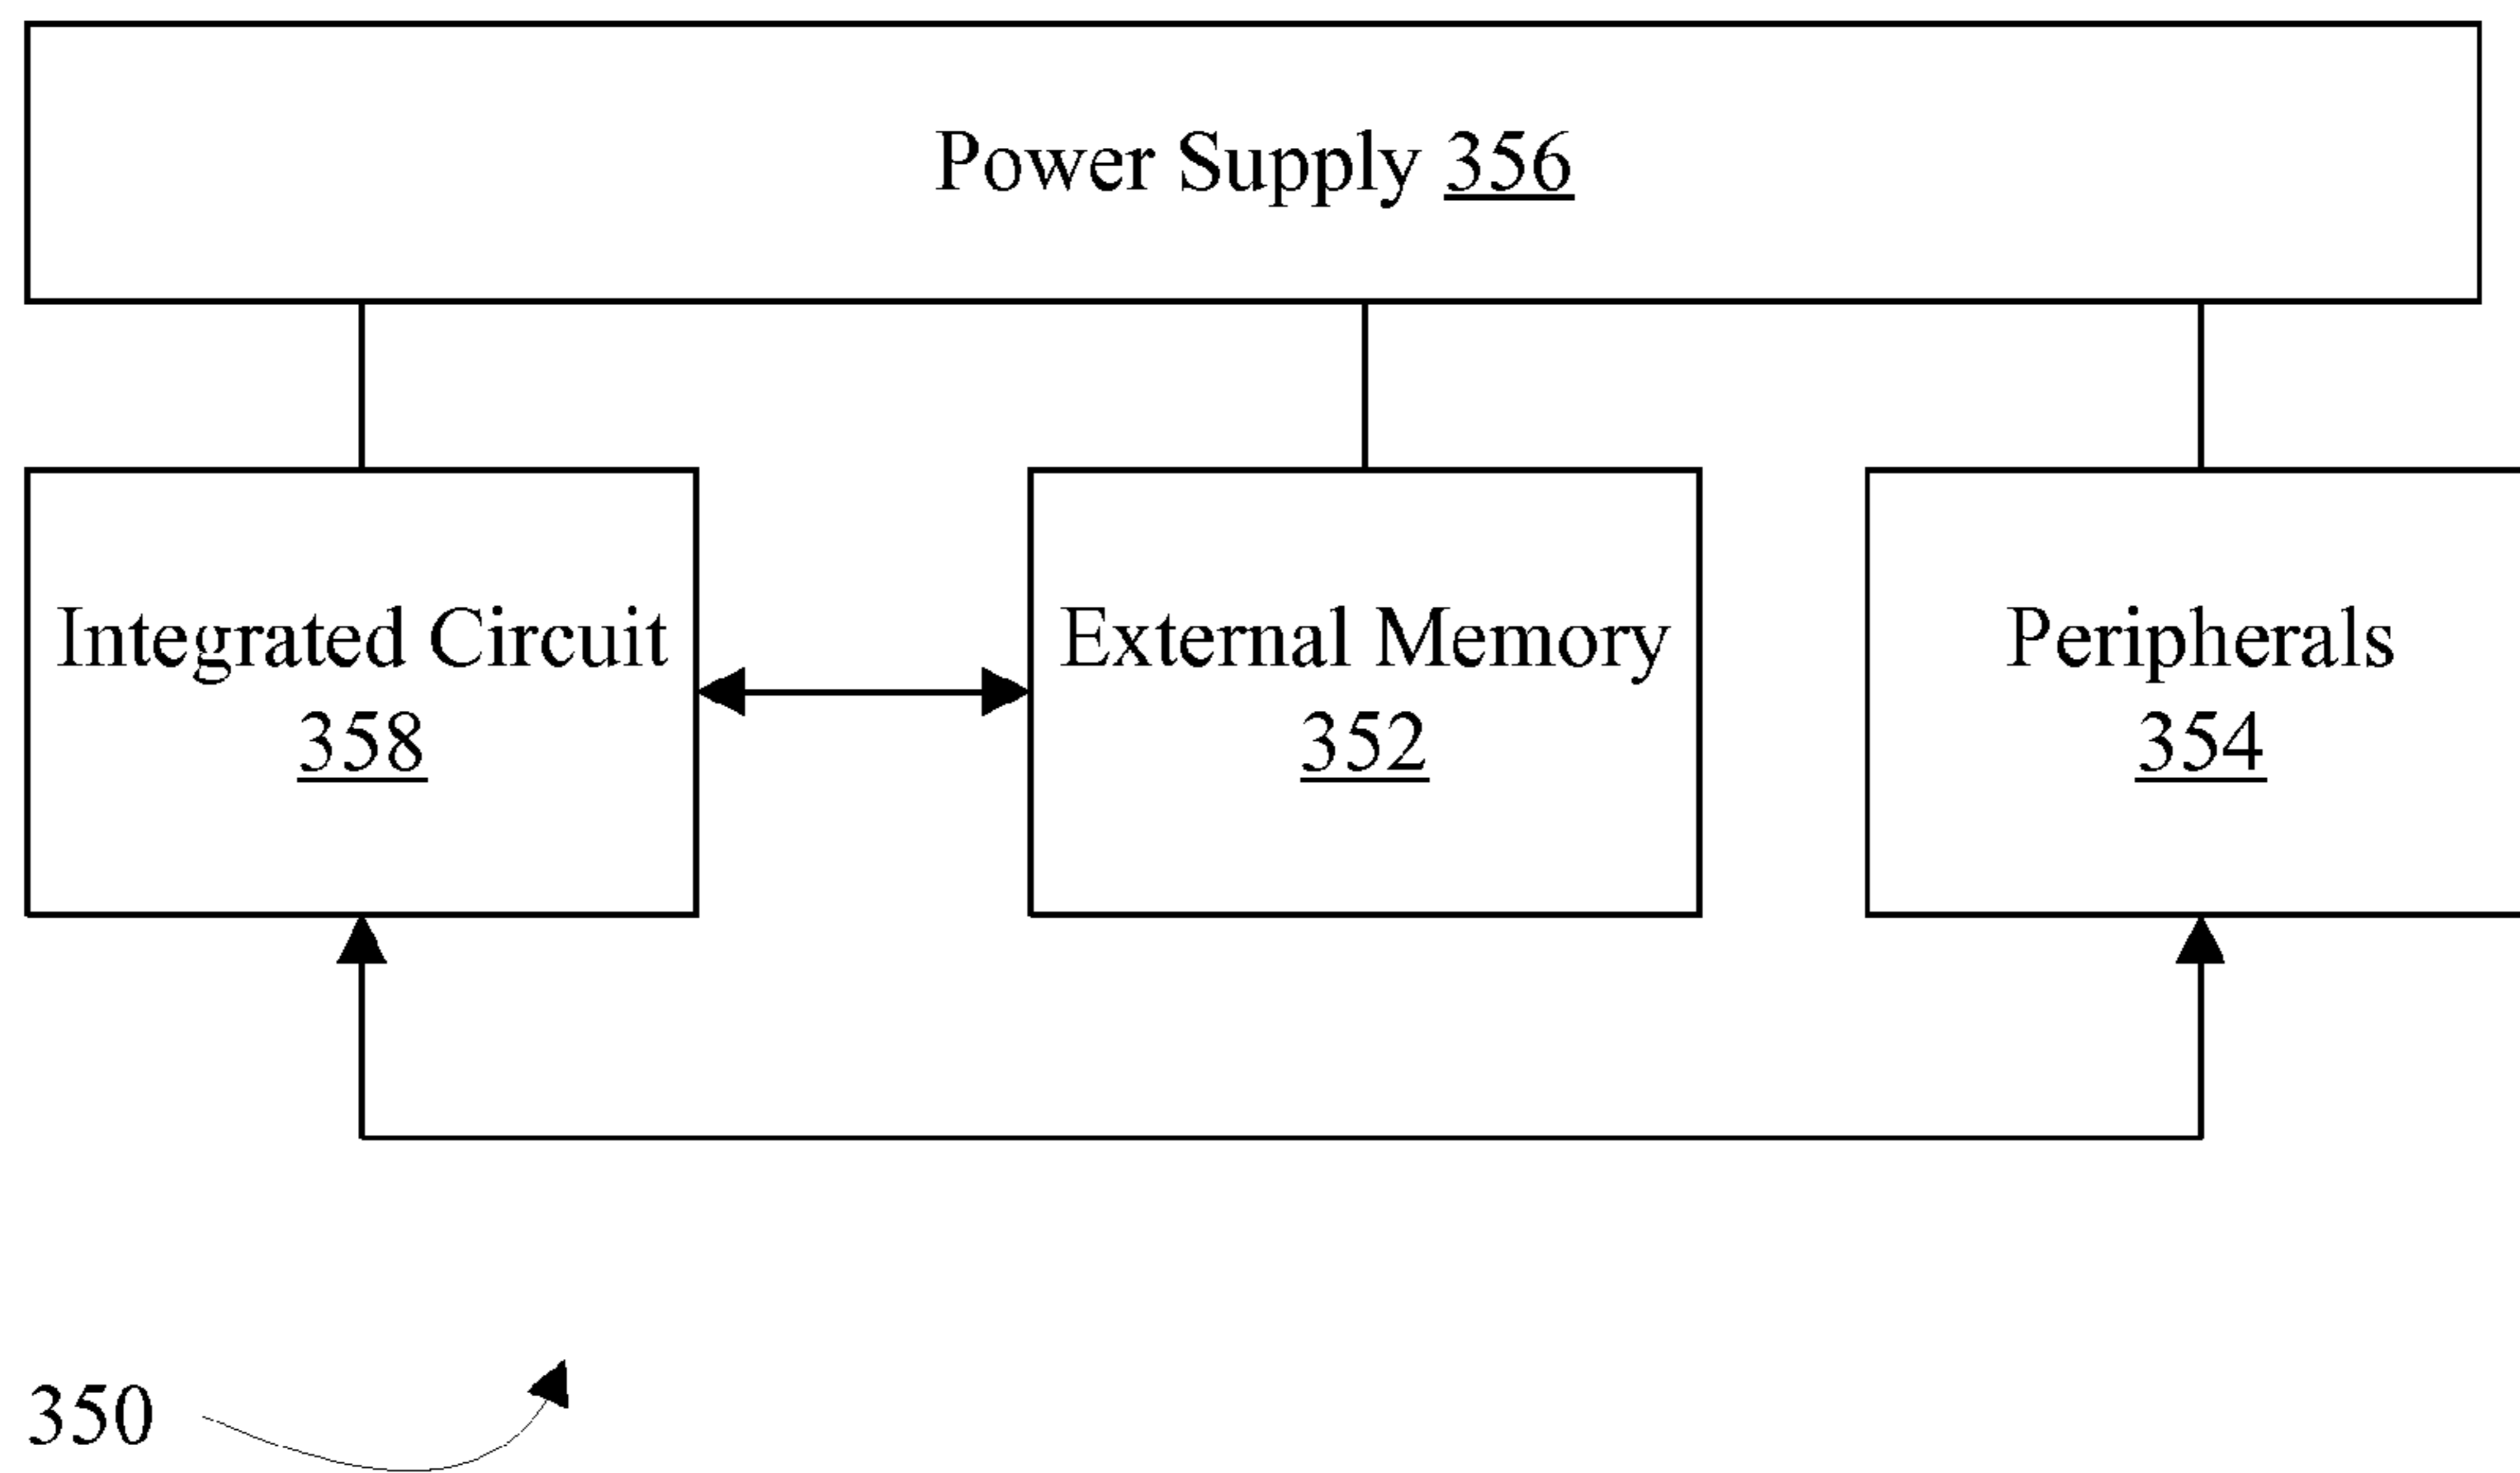 Power Supply 356
Integrated Circuit
358
External Memory
352
Peripherals
354
350